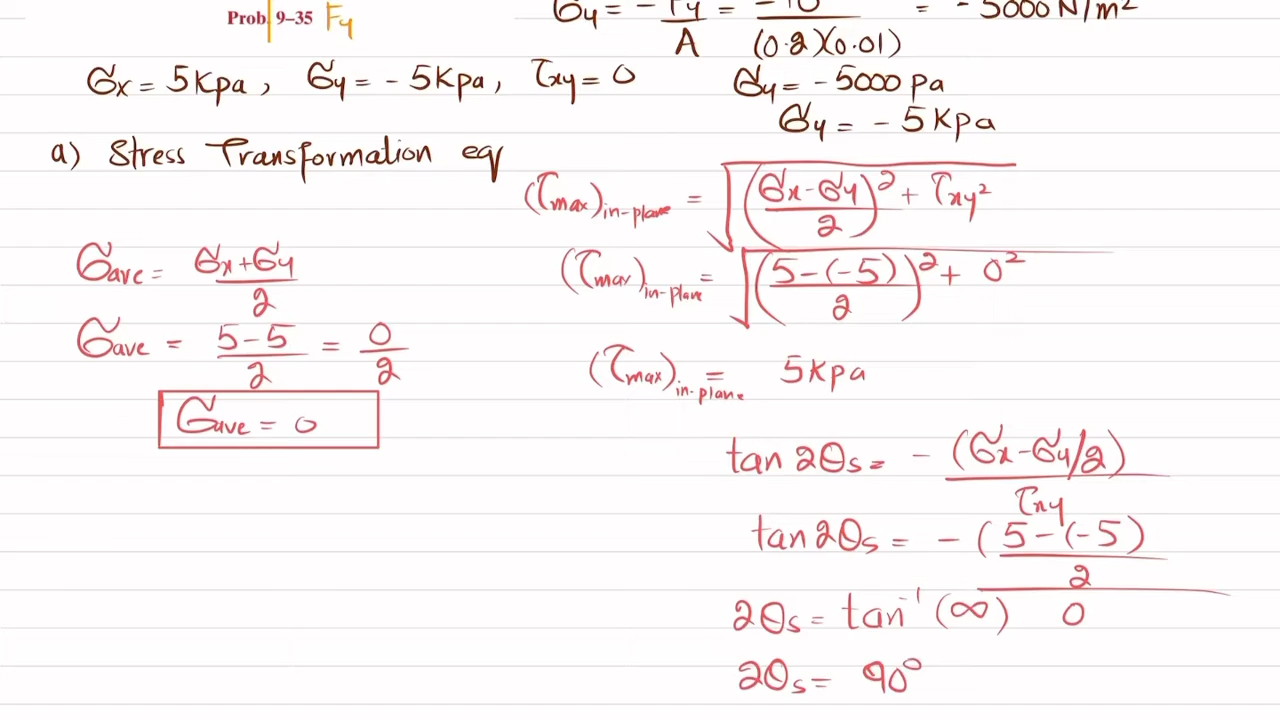 σy = - Fy/A = -10/(0.2)(0.01) = - 5000 N/m²
Prob. 9–35 Fy
σx = 5Kpa, σy = - 5Kpa, τxy = 0
σy = - 5000 pa
σy = - 5Kpa
a) Stress Transformation eq
(τmax)in-plane = √((σx-σy)/2)² + τxy²
σave = σx+σy/2
(τmax)in-plane = √((5-(-5))/2)² + 0²
σave = 5-5/2 = 0/2
(τmax)in-plane = 5Kpa
σave = 0
tan 2θs = - (σx-σy/2)/τxy
tan 2θs = - (5-(-5)/2)/0
2θs = tan⁻¹(∞)
2θs = 90°